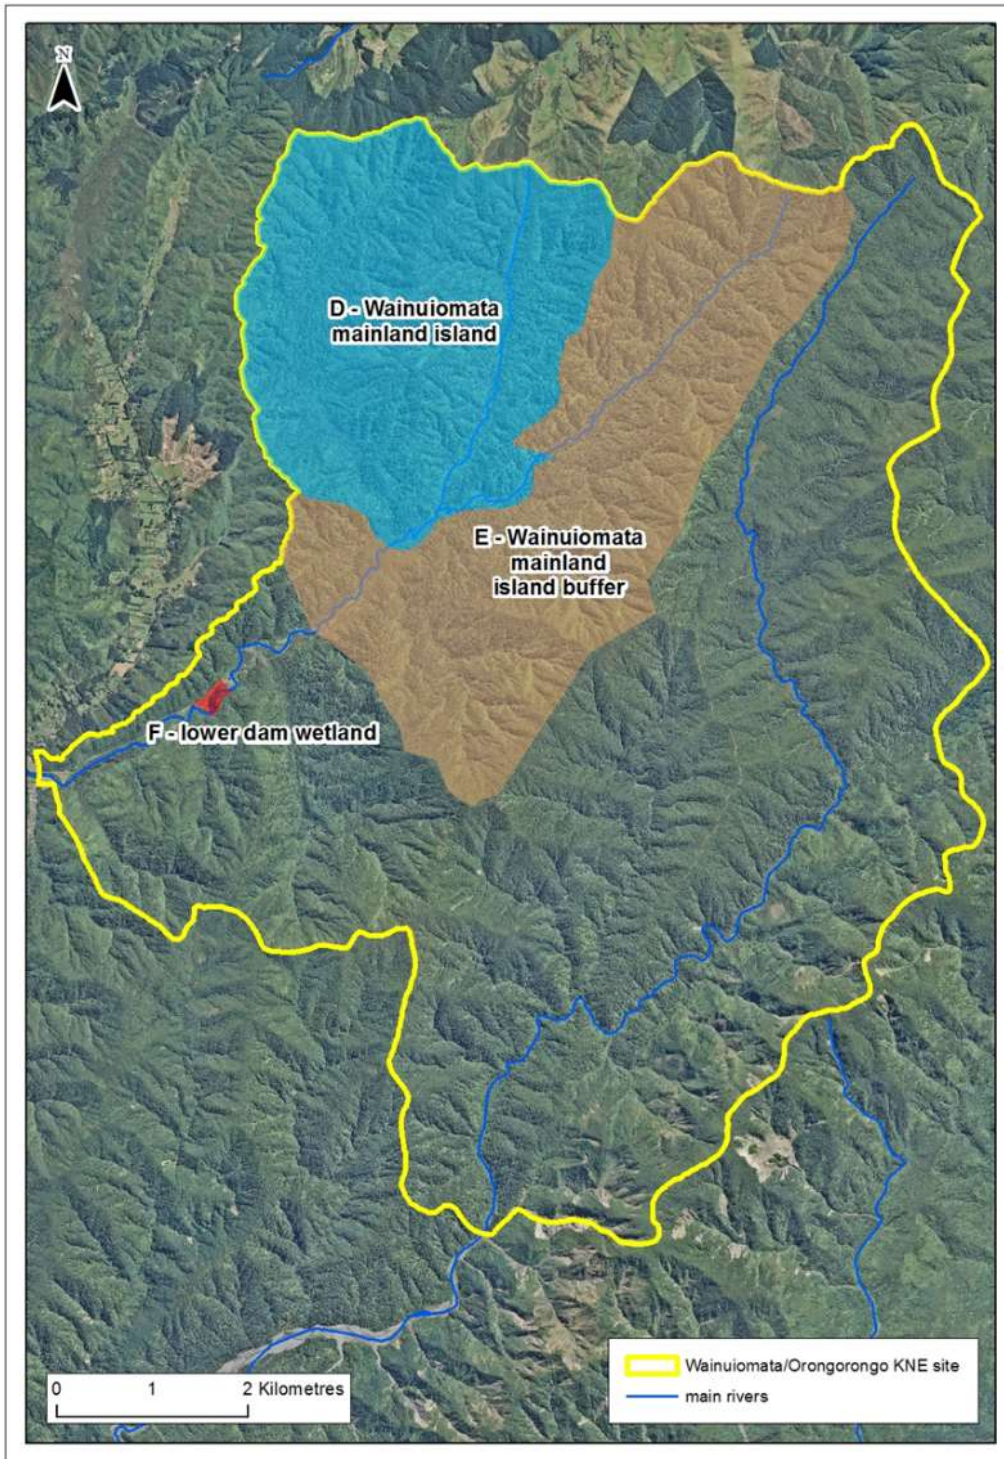 N
D - Wainuiomata
mainland island
E - Wainuiomata
mainland
island buffer
F - lower dam wetland
0 1 2 Kilometres
Wainuiomata/Orongorongo KNE site
main rivers